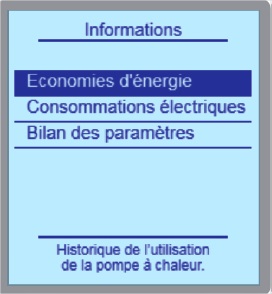 Informations
Economies d'énergie
Consommations électriques
Bilan des paramètres
Historique de l'utilisation
de la pompe à chaleur.